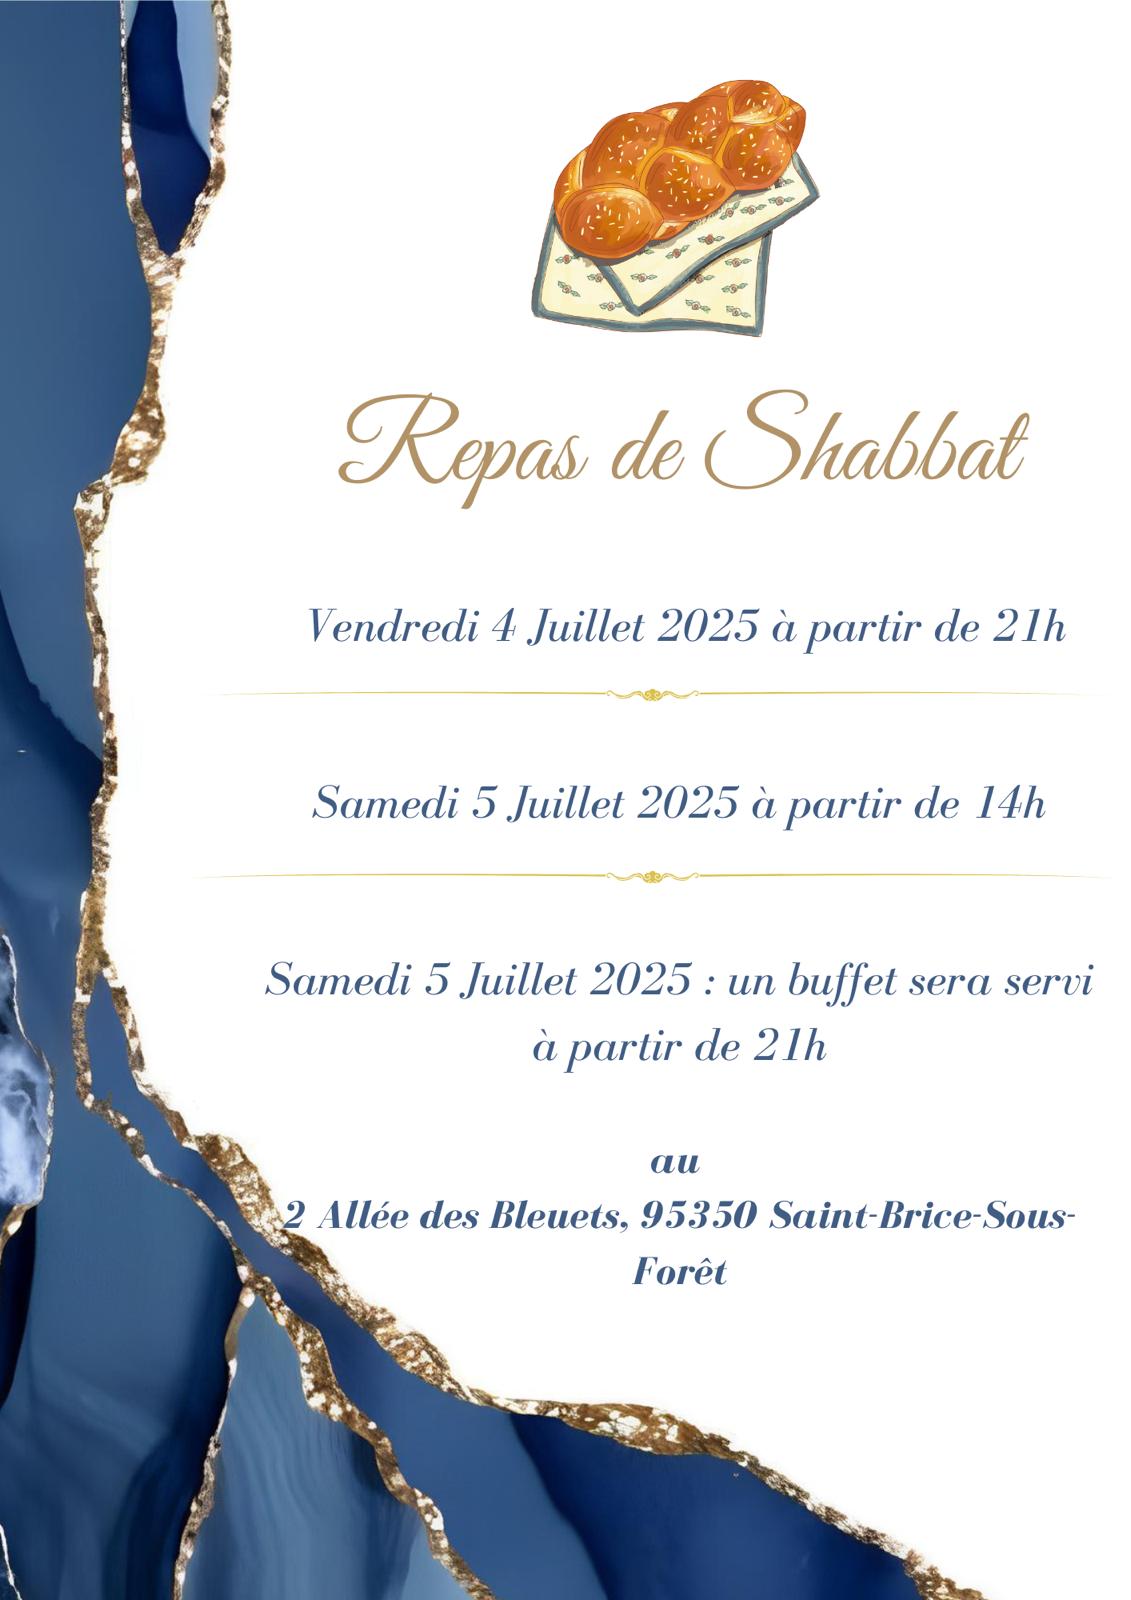 Repas de Shabbat
Vendredi 4 Juillet 2025 à partir de 21h
Samedi 5 Juillet 2025 à partir de 14h
Samedi 5 Juillet 2025 : un buffet sera servi
à partir de 21h
au
2 Allée des Bleuets, 95350 Saint-Brice-Sous-
Forêt